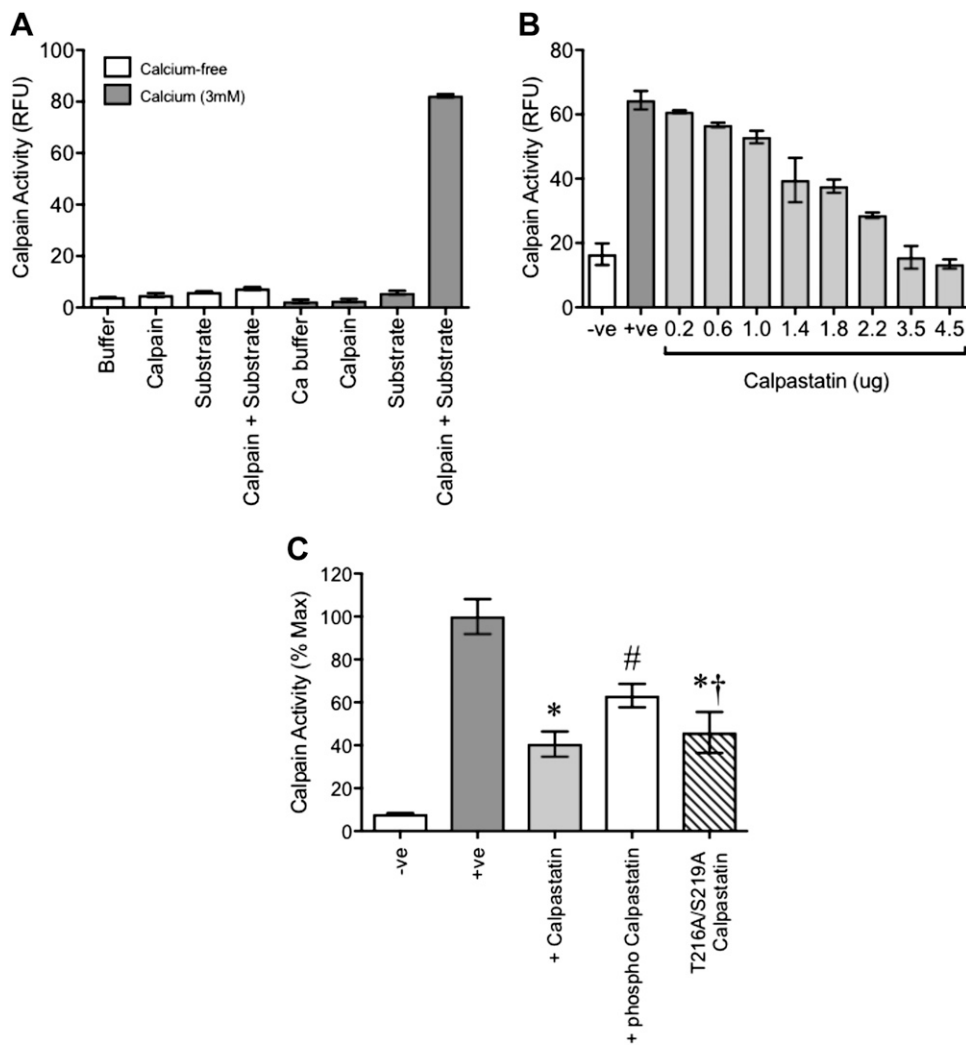 A
Calpain Activity (RFU)
100
80
60
40
20
0
Calcium-free
Calcium (3mM)
Buffer
Calpain
Substrate
Calpain + Substrate
Ca buffer
Calpain
Substrate
Calpain + Substrate
B
Calpain Activity (RFU)
80
60
40
20
0
-ve +ve 0.2 0.6 1.0 1.4 1.8 2.2 3.5 4.5
Calpastatin (ug)
C
Calpain Activity (% Max)
120
100
80
60
40
20
0
*
#
*†
-ve
+ve
+ Calpastatin
+ phospho Calpastatin
T216A/S219A
Calpastatin